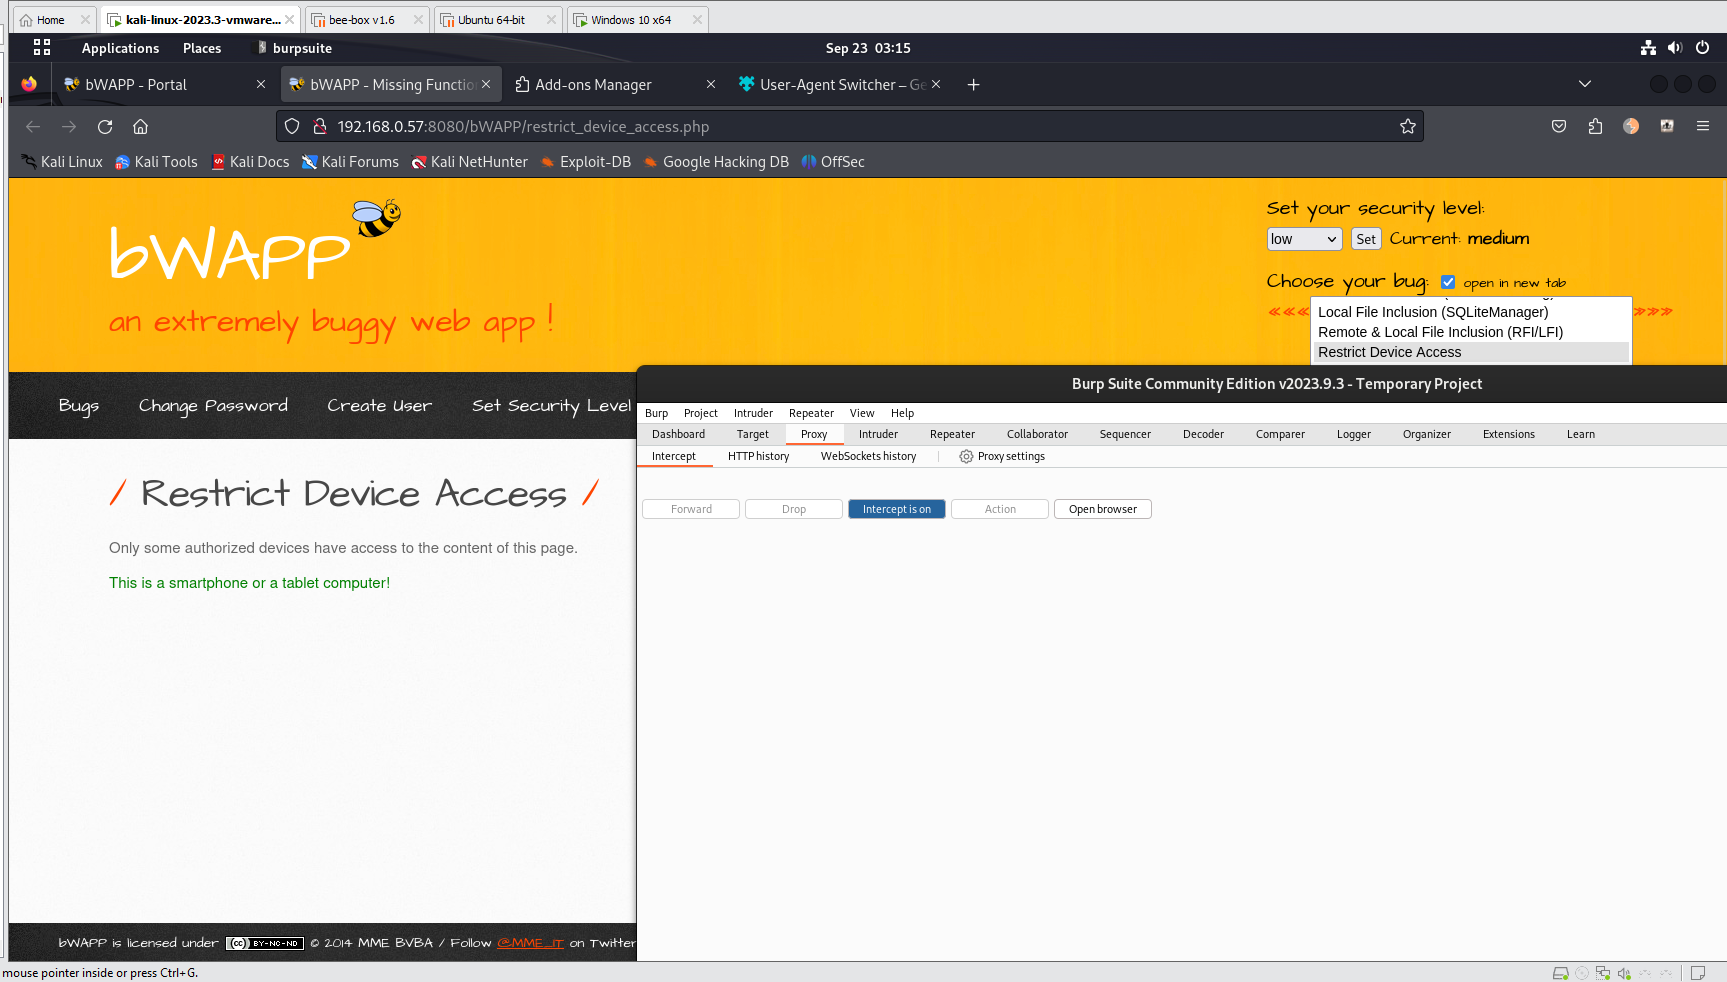 Home
kali-linux-2023.3-vmware...
bee-box v1.6
Ubuntu 64-bit
Windows 10 x64
Applications Places burpsuite
Sep 23 03:15
bWAPP - Portal
bWAPP - Missing Functio
Add-ons Manager
User-Agent Switcher – Ge
192.168.0.57:8080/bWAPP/restrict_device_access.php
Kali Linux Kali Tools Kali Docs Kali Forums Kali NetHunter Exploit-DB Google Hacking DB OffSec
bWAPP
an extremely buggy web app !
Set your security level:
low Set Current: medium
Choose your bug: open in new tab
Local File Inclusion (SQLiteManager)
Remote & Local File Inclusion (RFI/LFI)
Restrict Device Access
Bugs Change Password Create User Set Security Level
/ Restrict Device Access /
Only some authorized devices have access to the content of this page.
This is a smartphone or a tablet computer!
Burp Suite Community Edition v2023.9.3 - Temporary Project
Burp Project Intruder Repeater View Help
Dashboard Target Proxy Intruder Repeater Collaborator Sequencer Decoder Comparer Logger Organizer Extensions Learn
Intercept HTTP history WebSockets history Proxy settings
Forward Drop Intercept is on Action Open browser
bWAPP is licensed under (cc) BY-NC-ND © 2014 MME BVBA / Follow @MME_IT on Twitter
mouse pointer inside or press Ctrl+G.